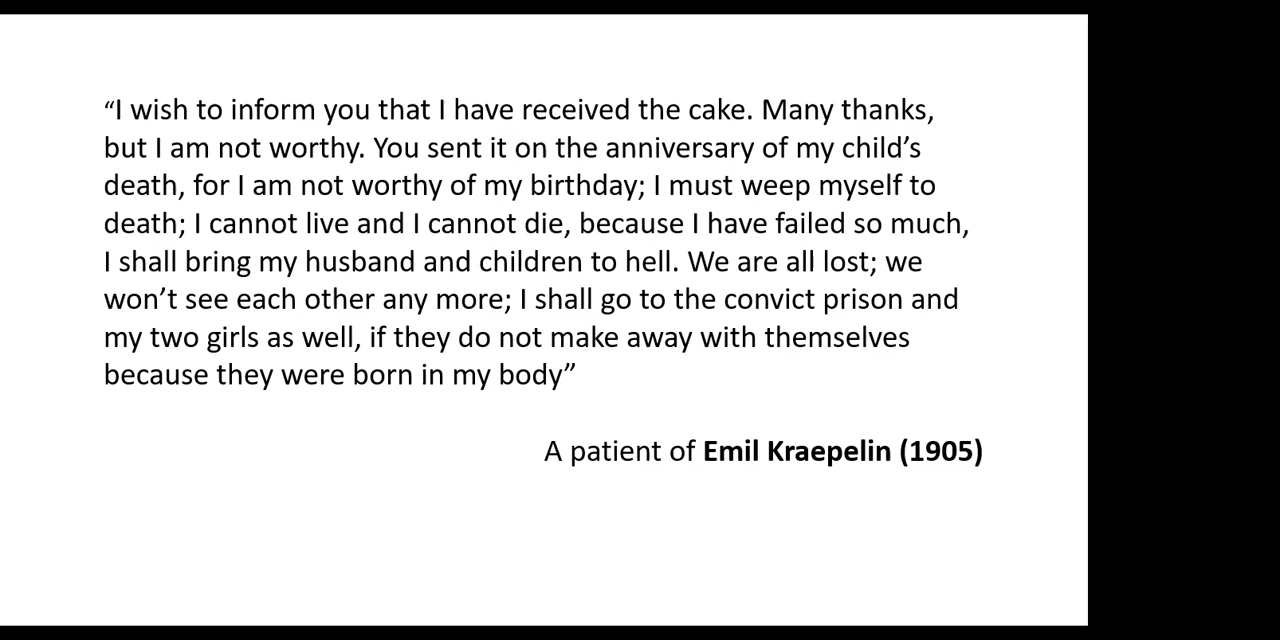 “I wish to inform you that I have received the cake. Many thanks,
but I am not worthy. You sent it on the anniversary of my child’s
death, for I am not worthy of my birthday; I must weep myself to
death; I cannot live and I cannot die, because I have failed so much,
I shall bring my husband and children to hell. We are all lost; we
won’t see each other any more; I shall go to the convict prison and
my two girls as well, if they do not make away with themselves
because they were born in my body”
A patient of Emil Kraepelin (1905)